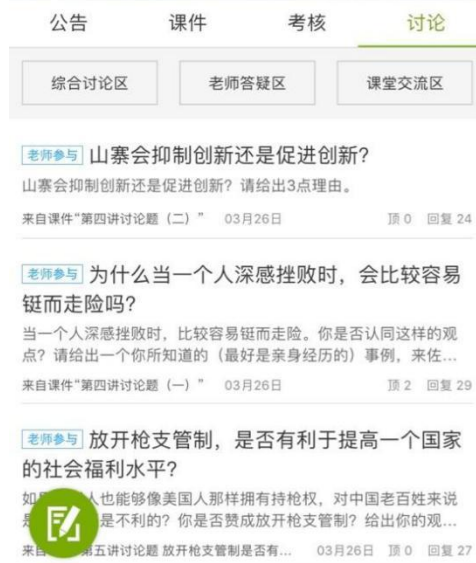 公告 课件 考核 讨论
综合讨论区 老师答疑区 课堂交流区
老师参与 山寨会抑制创新还是促进创新?
山寨会抑制创新还是促进创新? 请给出3点理由。
来自课件“第四讲讨论题（二）” 03月26日 顶 0 回复 24
老师参与 为什么当一个人深感挫败时，会比较容易
铤而走险吗?
当一个人深感挫败时，比较容易铤而走险。你是否认同这样的观
点? 请给出一个你所知道的（最好是亲身经历的）事例，来佐...
来自课件“第四讲讨论题（一）” 03月26日 顶 2 回复 29
老师参与 放开枪支管制，是否有利于提高一个国家
的社会福利水平?
如 人也能够像美国人那样拥有持枪权，对中国老百姓来说
是不利的? 你是否赞成放开枪支管制? 给出你的观...
来自 第五讲讨论题 放开枪支管制是否有... 03月26日 顶 0 回复 27